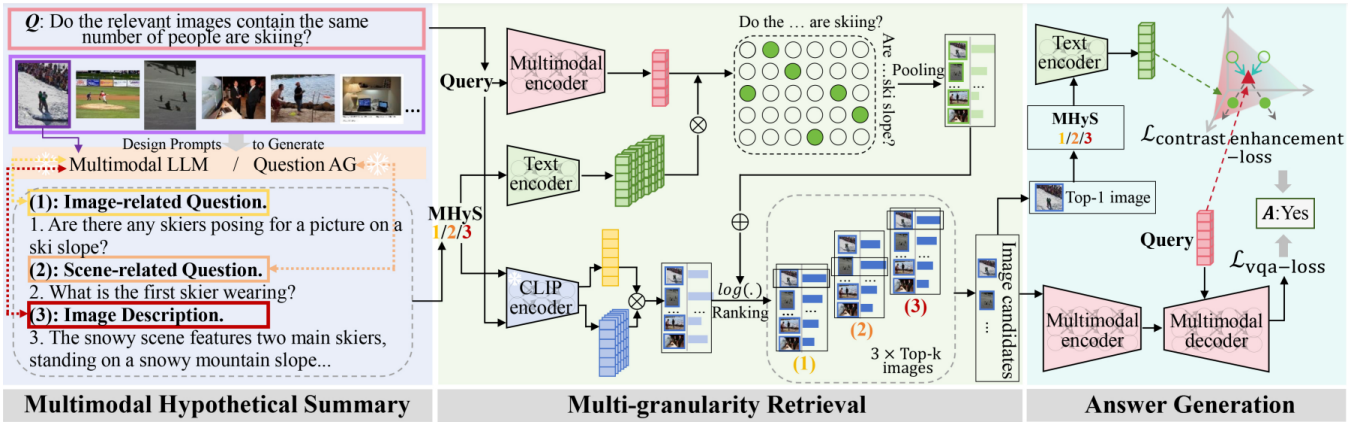 Q: Do the relevant images contain the same
number of people are skiing?
...
Design Prompts to Generate
Multimodal LLM / Question AG
(1): Image-related Question.
1. Are there any skiers posing for a picture on a
ski slope?
(2): Scene-related Question.
2. What is the first skier wearing?
(3): Image Description.
3. The snowy scene features two main skiers,
standing on a snowy mountain slope...
Multimodal Hypothetical Summary
Query
Multimodal
encoder
Text
encoder
MHyS
1/2/3
CLIP
encoder
Do the ... are skiing?
Are ... ski slope?
Pooling
...
...
log(.)
Ranking
...
(1)
...
(2)
...
(3)
3 × Top-k
images
Multi-granularity Retrieval
Image candidates
...
Text
encoder
MHyS
1/2/3
Top-1 image
ℒcontrast enhancement
-loss
A:Yes
Query
ℒvqa-loss
Multimodal
encoder
Multimodal
decoder
Answer Generation